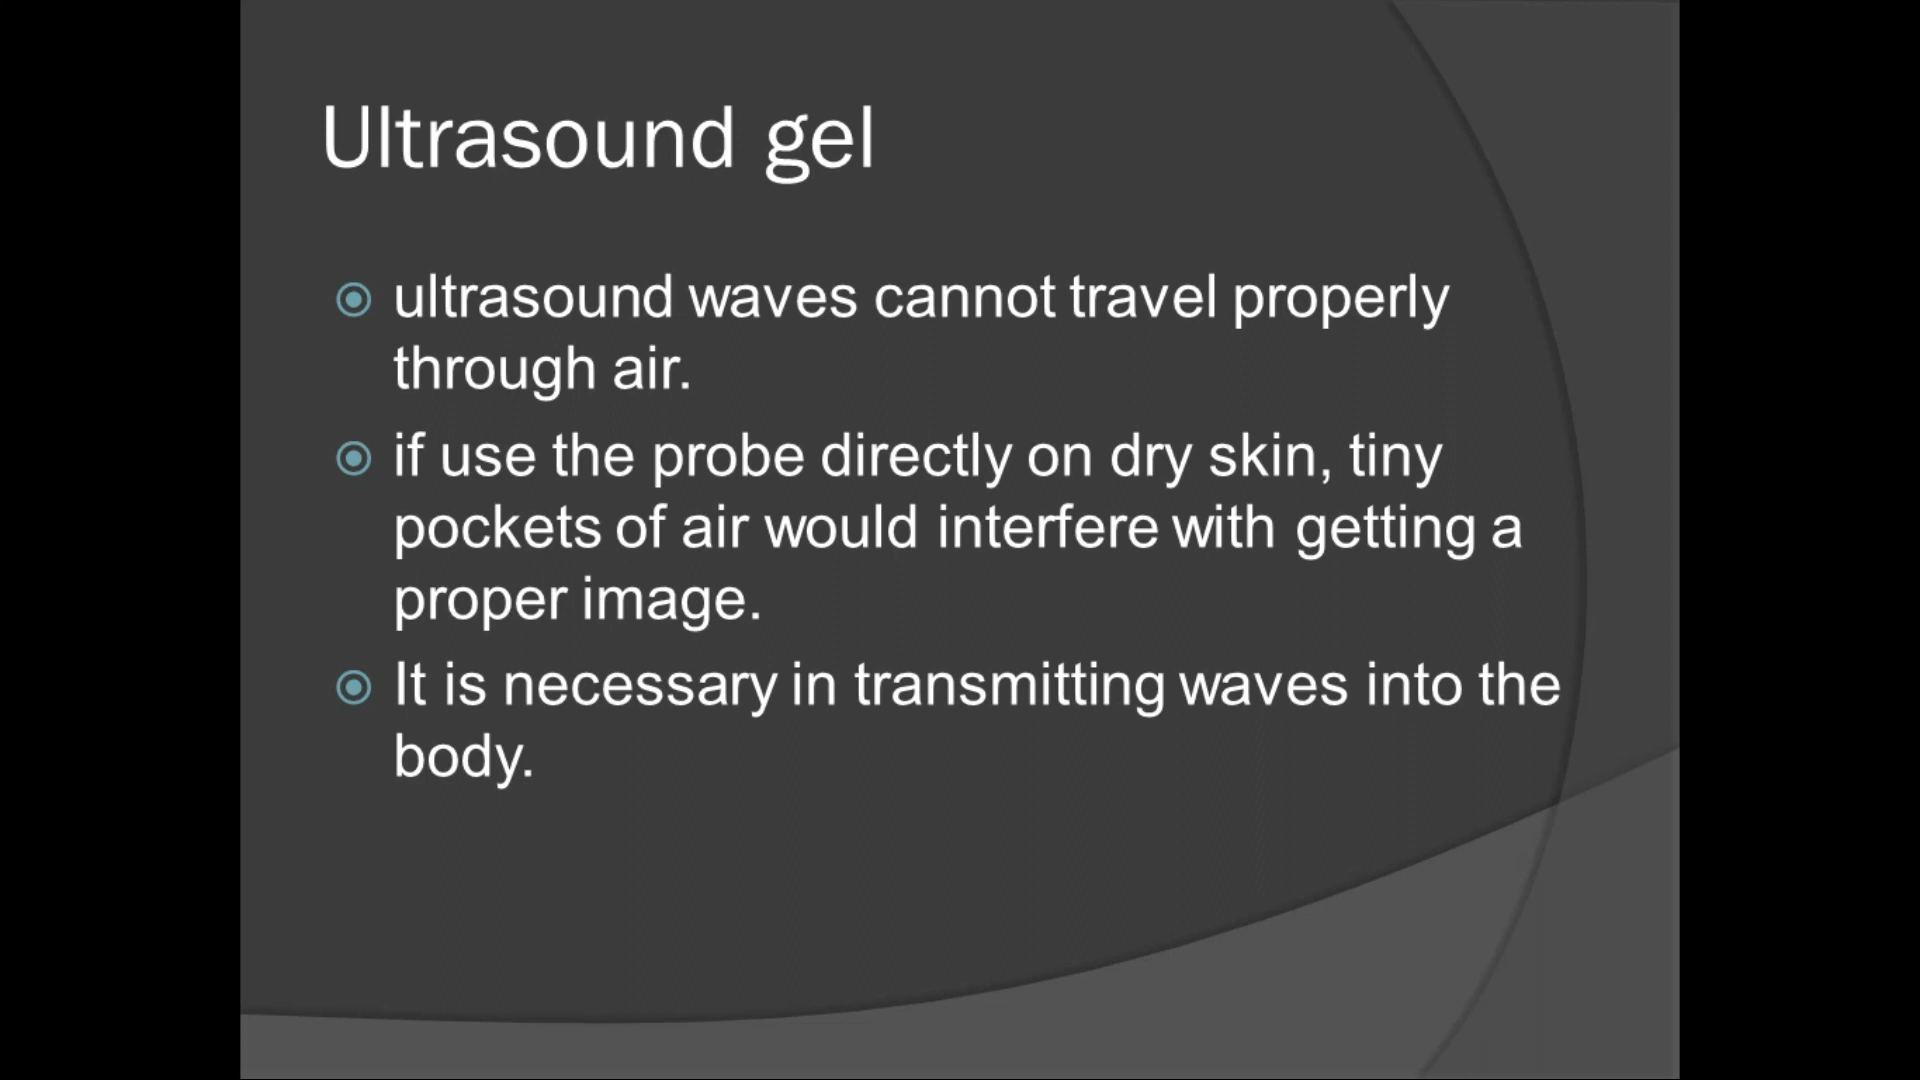 Ultrasound gel
ultrasound waves cannot travel properly
through air.
if use the probe directly on dry skin, tiny
pockets of air would interfere with getting a
proper image.
It is necessary in transmitting waves into the
body.